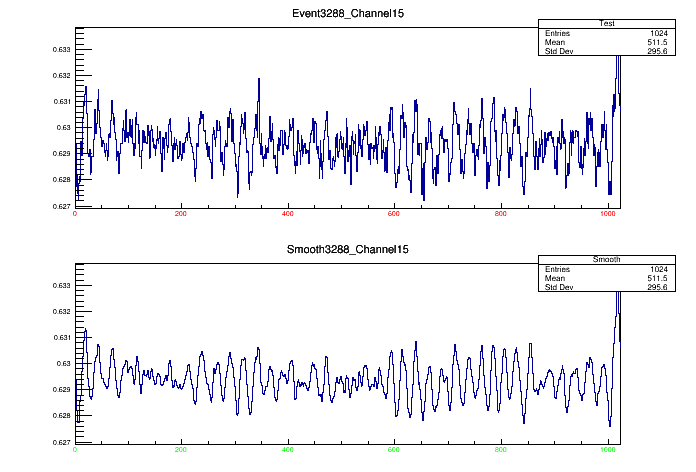 Event3288_Channel15
Test
Entries 1024
Mean 511.5
Std Dev 295.6
0.633
0.632
0.631
0.63
0.629
0.628
0.627
0 200 400 600 800 1000
Smooth3288_Channel15
Smooth
Entries 1024
Mean 511.5
Std Dev 295.6
0.633
0.632
0.631
0.63
0.629
0.628
0.627
0 200 400 600 800 1000